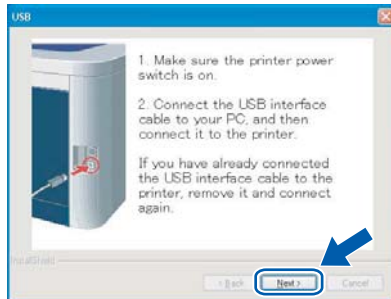 USB
1. Make sure the printer power
switch is on.
2. Connect the USB interface
cable to your PC, and then
connect it to the printer.
If you have already connected
the USB interface cable to the
printer, remove it and connect
again.
InstallShield
< Back Next > Cancel